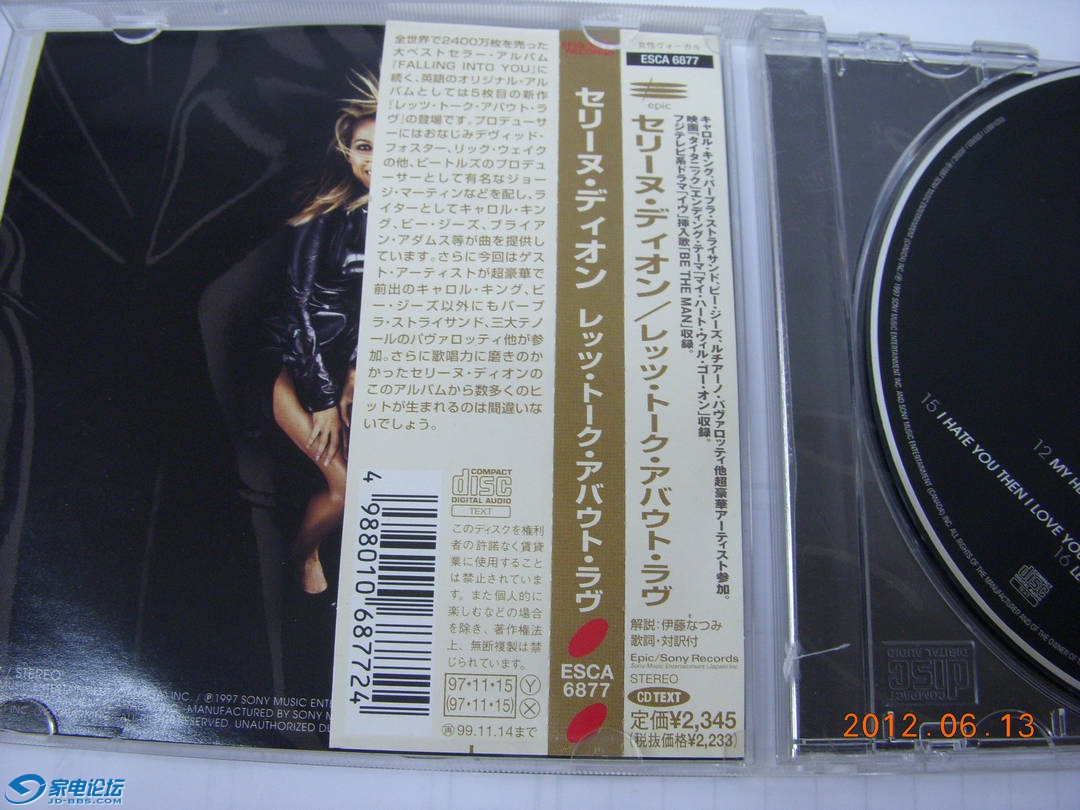 全世界で2400万枚を売った
大ベストセラー・アルバム
『FALLING INTO YOU』に
続く、英語のオリジナル・アル
バムとしては5枚目の新作
『レッツ・トーク・アバウト・ラ
ヴ』の登場です。プロデューサ
ーにはおなじみデヴィッド・
フォスター、リック・ウェイク
の他、ビートルズのプロデュ
ーサーとして有名なジョー
ジ・マーティンなどを配し、ラ
イターとしてキャロル・キン
グ、ビー・ジーズ、ブライア
ン・アダムス等が曲を提供し
ています。さらに今回はゲス
ト・アーティストが超豪華で
前出のキャロル・キング、ビ
ー・ジーズ以外にもバーブ
ラ・ストライサンド、三大テノ
ールのパヴァロッティ他が参
加。さらに歌唱力に磨きのか
かったセリーヌ・ディオンの
このアルバムから数多くのヒ
ットが生まれるのは間違いな
いでしょう。
4 988010 687724
COMPACT
disc
DIGITAL AUDIO
TEXT
このディスクを権利
者の許諾なく賃貸
業に使用すること
は禁止されていま
す。また個人的に
楽しむなどの場合
を除き、著作権法
上、無断複製は禁
じられています。
97・11・15 Y
(97・11・15) X
再 99.11.14まで
セリーヌ・ディオン レッツ・トーク・アバウト・ラヴ
ESCA
6877
女性ヴォーカル
ESCA 6877
epic
キャロル・キング、バーブラ・ストライサンド、ビー・ジーズ、ルチアーノ・パヴァロッティ他超豪華アーティスト参加。
映画「タイタニック」エンディング・テーマ「マイ・ハート・ウィル・ゴー・オン」収録。
フジテレビ系ドラマ「イヴ」挿入歌「BE THE MAN」収録。
セリーヌ・ディオン/レッツ・トーク・アバウト・ラヴ
解説:伊藤なつみ
歌詞・対訳付
Epic/Sony Records
Sony Music Entertainment (Japan) Inc.
STEREO
CD TEXT
定価¥2,345
(税抜価格¥2,233)
STEREO
INC. / ℗ 1997 SONY MUSIC ENTE
-MANUFACTURED BY SONY M
RESERVED. UNAUTHORIZED DU
12 MY HE
15 I HATE YOU THEN I LOVE YO
16
COMPACT
disc
DIGITAL AUDIO
2012.06.13
家电论坛
JD-BBS.COM